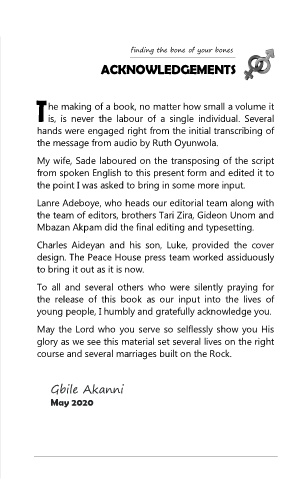 finding the bone of your bones
ACKNOWLEDGEMENTS
The making of a book, no matter how small a volume it
is, is never the labour of a single individual. Several
hands were engaged right from the initial transcribing of
the message from audio by Ruth Oyunwola.
My wife, Sade laboured on the transposing of the script
from spoken English to this present form and edited it to
the point I was asked to bring in some more input.
Lanre Adeboye, who heads our editorial team along with
the team of editors, brothers Tari Zira, Gideon Unom and
Mbazan Akpam did the final editing and typesetting.
Charles Aideyan and his son, Luke, provided the cover
design. The Peace House press team worked assiduously
to bring it out as it is now.
To all and several others who were silently praying for
the release of this book as our input into the lives of
young people, I humbly and gratefully acknowledge you.
May the Lord who you serve so selflessly show you His
glory as we see this material set several lives on the right
course and several marriages built on the Rock.
Gbile Akanni
May 2020